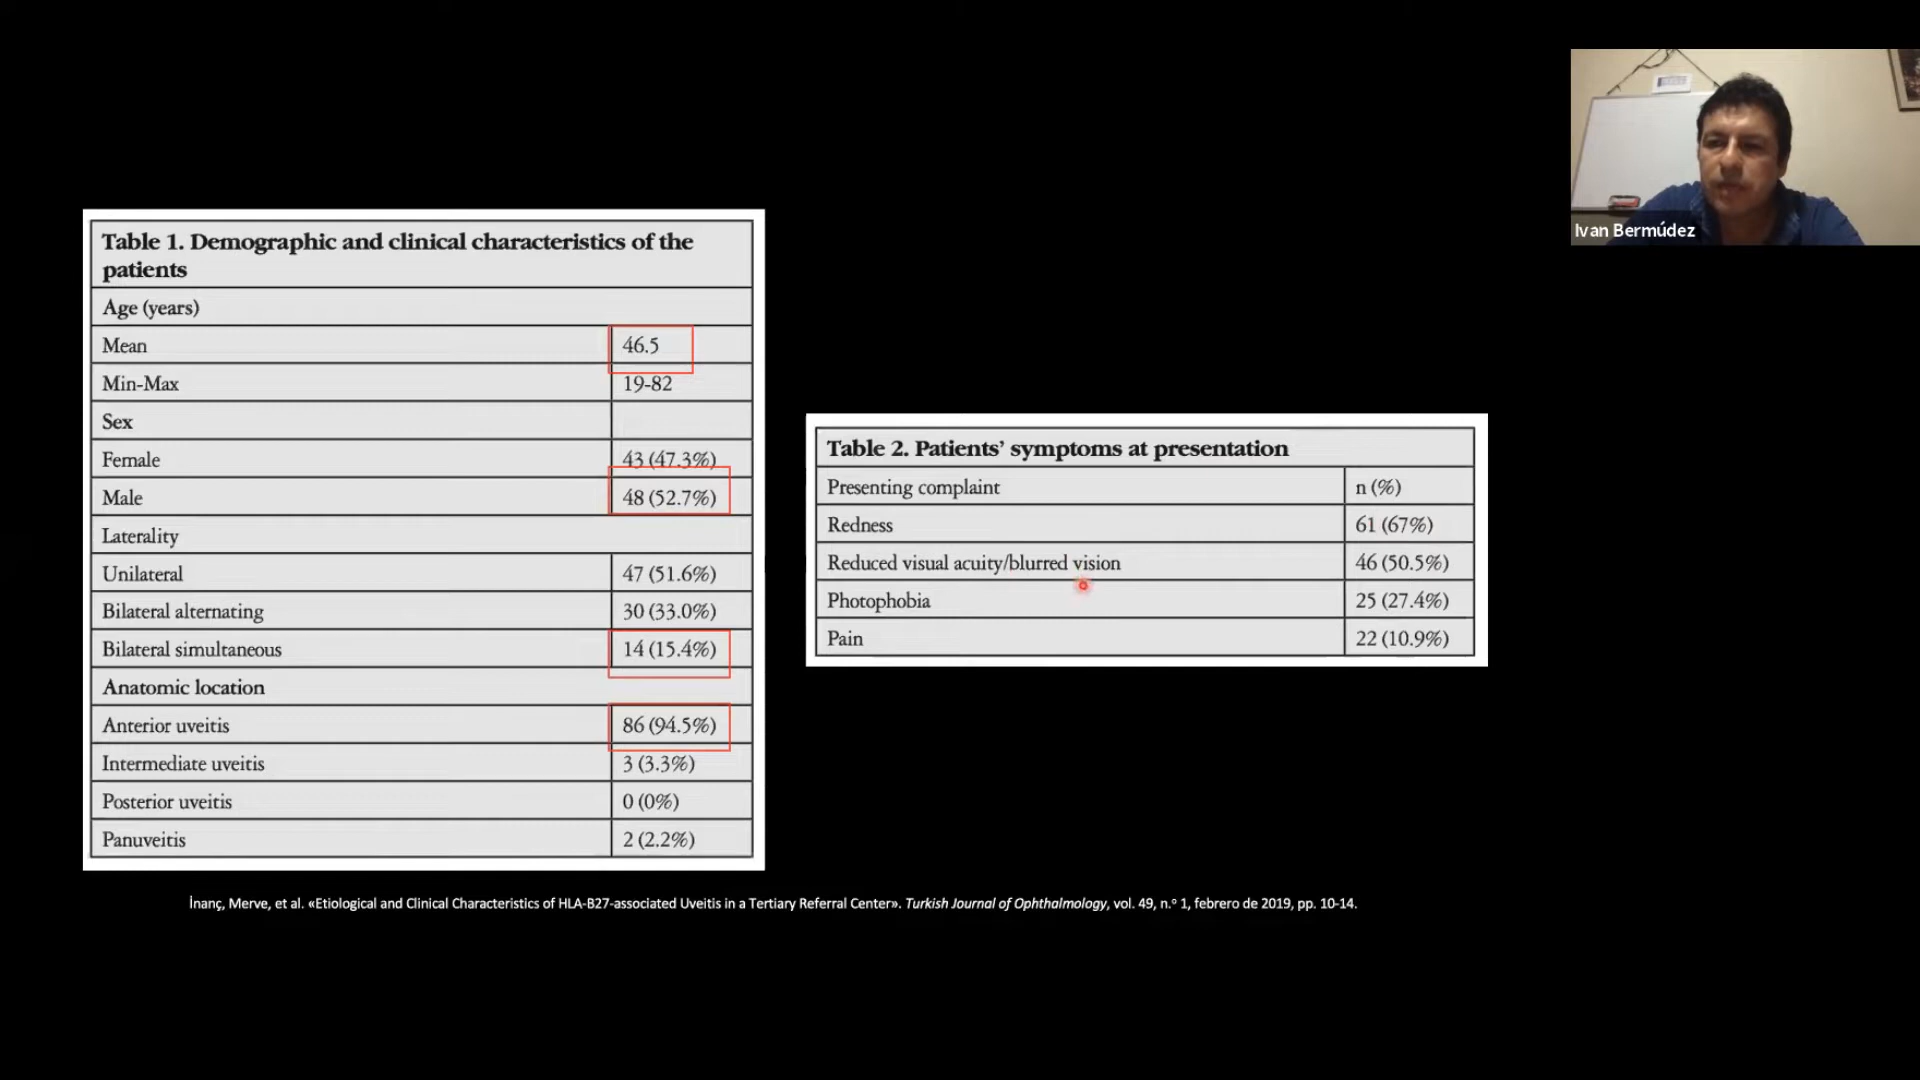 Table 1. Demographic and clinical characteristics of the
patients
Age (years)
Mean 46.5
Min-Max 19-82
Sex
Female 43 (47.3%)
Male 48 (52.7%)
Laterality
Unilateral 47 (51.6%)
Bilateral alternating 30 (33.0%)
Bilateral simultaneous 14 (15.4%)
Anatomic location
Anterior uveitis 86 (94.5%)
Intermediate uveitis 3 (3.3%)
Posterior uveitis 0 (0%)
Panuveitis 2 (2.2%)
Table 2. Patients’ symptoms at presentation
Presenting complaint n (%)
Redness 61 (67%)
Reduced visual acuity/blurred vision 46 (50.5%)
Photophobia 25 (27.4%)
Pain 22 (10.9%)
İnanç, Merve, et al. «Etiological and Clinical Characteristics of HLA-B27-associated Uveitis in a Tertiary Referral Center». Turkish Journal of Ophthalmology, vol. 49, n.º 1, febrero de 2019, pp. 10-14.
Ivan Bermúdez